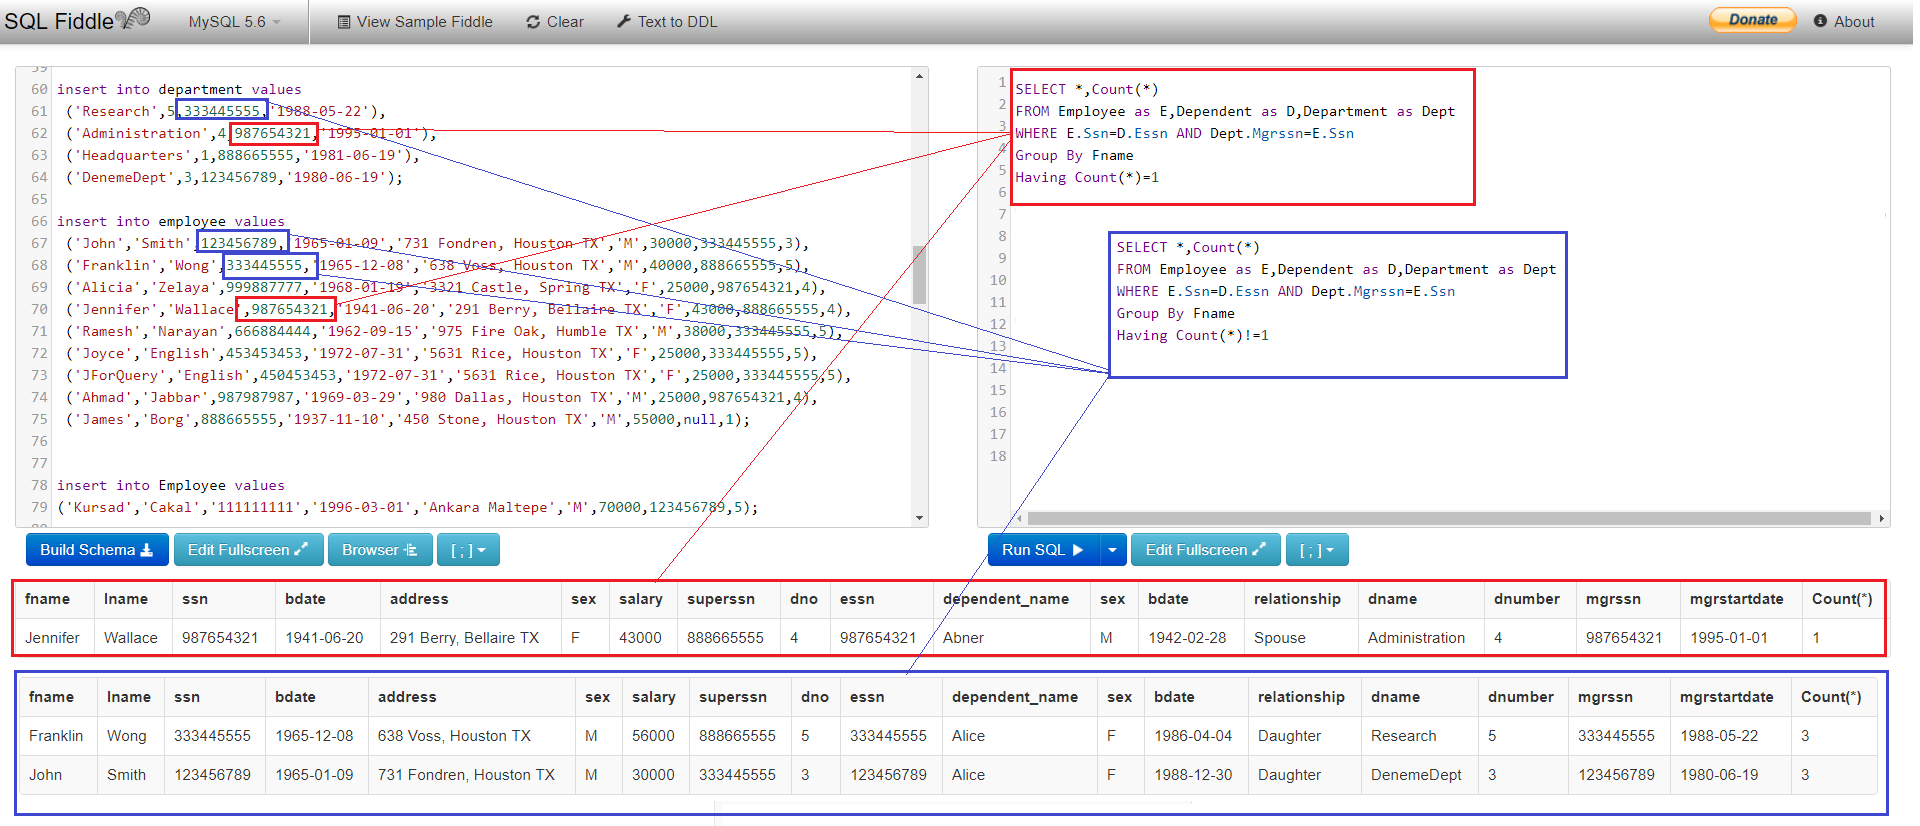 SQL Fiddle
MySQL 5.6
View Sample Fiddle
Clear
Text to DDL
Donate
About
59
60 insert into department values
61 ('Research',5,333445555,'1988-05-22'),
62 ('Administration',4,987654321,'1995-01-01'),
63 ('Headquarters',1,888665555,'1981-06-19'),
64 ('DenemeDept',3,123456789,'1980-06-19');
65
66 insert into employee values
67 ('John','Smith',123456789,'1965-01-09','731 Fondren, Houston TX','M',30000,333445555,3),
68 ('Franklin','Wong',333445555,'1965-12-08','638 Voss, Houston TX','M',40000,888665555,5),
69 ('Alicia','Zelaya',999887777,'1968-01-19','3321 Castle, Spring TX','F',25000,987654321,4),
70 ('Jennifer','Wallace',987654321,'1941-06-20','291 Berry, Bellaire TX','F',43000,888665555,4),
71 ('Ramesh','Narayan',666884444,'1962-09-15','975 Fire Oak, Humble TX','M',38000,333445555,5),
72 ('Joyce','English',453453453,'1972-07-31','5631 Rice, Houston TX','F',25000,333445555,5),
73 ('JForQuery','English',450453453,'1972-07-31','5631 Rice, Houston TX','F',25000,333445555,5),
74 ('Ahmad','Jabbar',987987987,'1969-03-29','980 Dallas, Houston TX','M',25000,987654321,4),
75 ('James','Borg',888665555,'1937-11-10','450 Stone, Houston TX','M',55000,null,1);
76
77
78 insert into Employee values
79 ('Kursad','Cakal','111111111','1996-03-01','Ankara Maltepe','M',70000,123456789,5);
80
1 SELECT *,Count(*)
2 FROM Employee as E,Dependent as D,Department as Dept
3 WHERE E.Ssn=D.Essn AND Dept.Mgrssn=E.Ssn
4 Group By Fname
5 Having Count(*)=1
6
7
8 SELECT *,Count(*)
9 FROM Employee as E,Dependent as D,Department as Dept
10 WHERE E.Ssn=D.Essn AND Dept.Mgrssn=E.Ssn
11 Group By Fname
12 Having Count(*)!=1
13
14
15
16
17
18
Build Schema
Edit Fullscreen
Browser
[ ; ]
Run SQL
Edit Fullscreen
[ ; ]
fname lname ssn bdate address sex salary superssn dno essn dependent_name sex bdate relationship dname dnumber mgrssn mgrstartdate Count(*)
Jennifer Wallace 987654321 1941-06-20 291 Berry, Bellaire TX F 43000 888665555 4 987654321 Abner M 1942-02-28 Spouse Administration 4 987654321 1995-01-01 1
fname lname ssn bdate address sex salary superssn dno essn dependent_name sex bdate relationship dname dnumber mgrssn mgrstartdate Count(*)
Franklin Wong 333445555 1965-12-08 638 Voss, Houston TX M 56000 888665555 5 333445555 Alice F 1986-04-04 Daughter Research 5 333445555 1988-05-22 3
John Smith 123456789 1965-01-09 731 Fondren, Houston TX M 30000 333445555 3 123456789 Alice F 1988-12-30 Daughter DenemeDept 3 123456789 1980-06-19 3